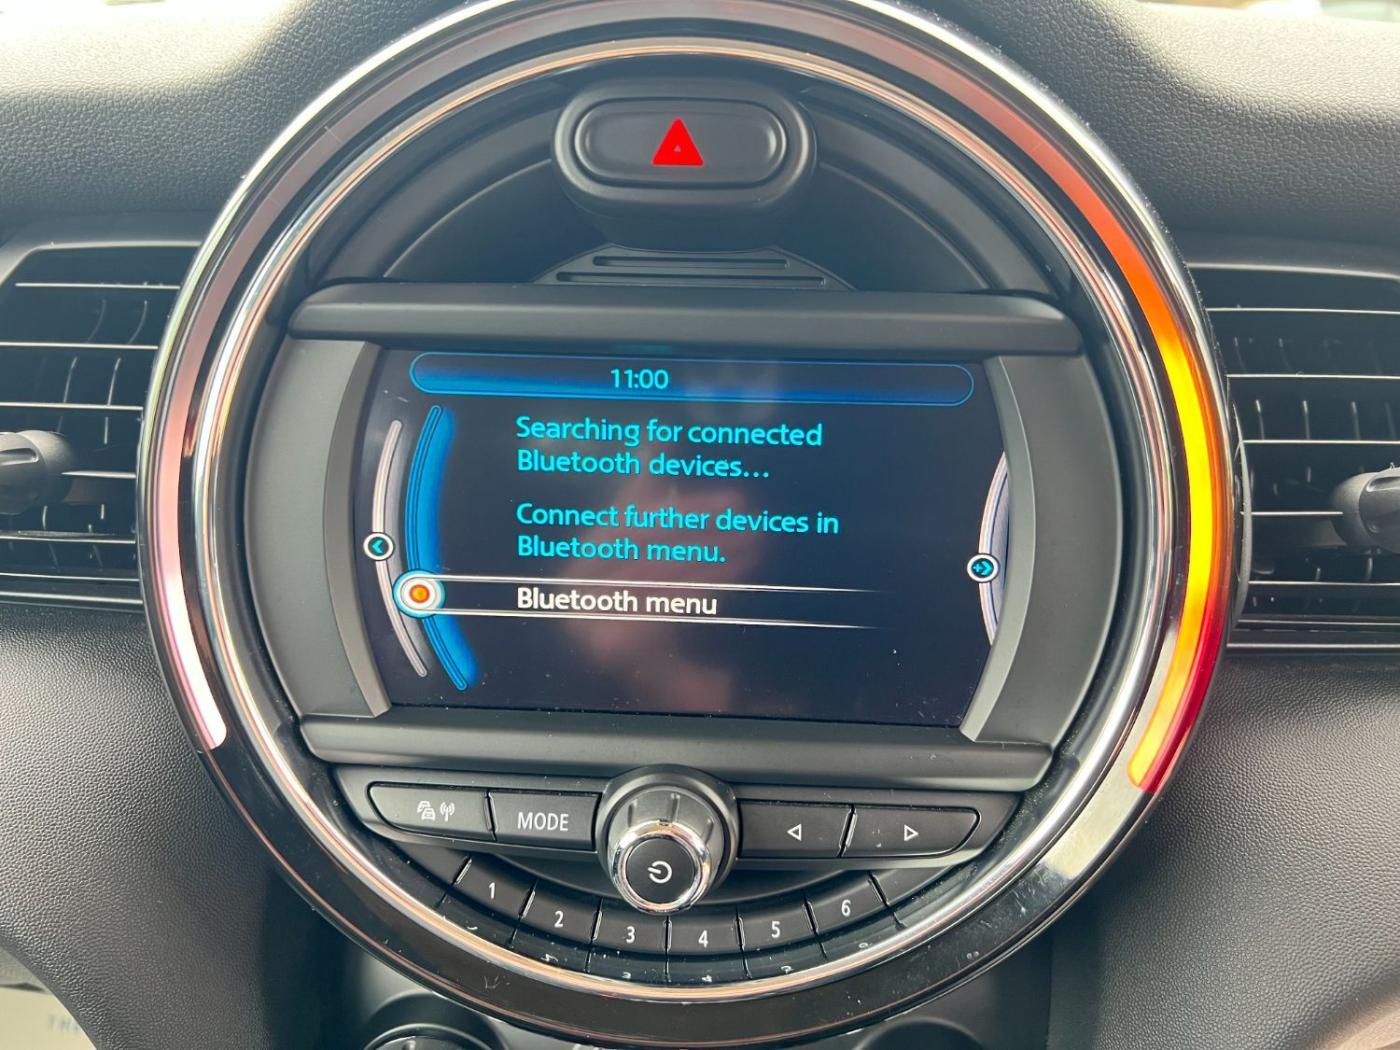 11:00
Searching for connected
Bluetooth devices...
Connect further devices in
Bluetooth menu.
Bluetooth menu
MODE
1 2 3 4 5 6